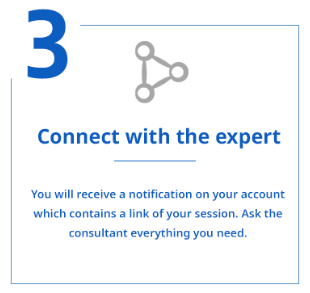 3
Connect with the expert
You will receive a notification on your account
which contains a link of your session. Ask the
consultant everything you need.